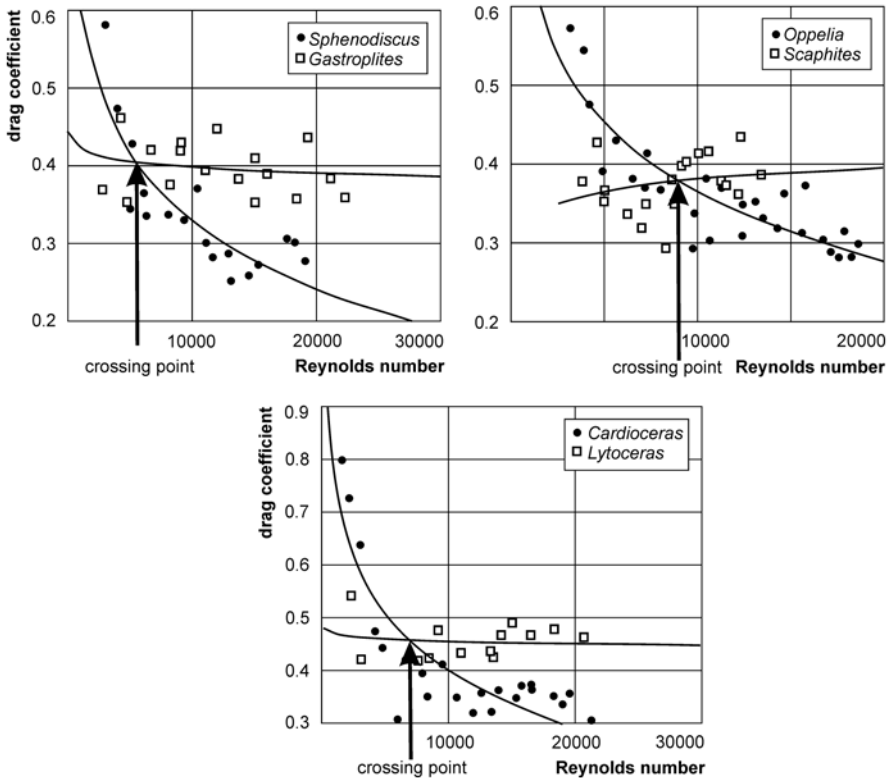 0.6
0.5
0.4
0.3
0.2
drag coefficient
Sphenodiscus
Gastroplites
10000
20000
30000
crossing point
Reynolds number
0.6
0.5
0.4
0.3
0.2
Oppelia
Scaphites
10000
20000
crossing point
Reynolds number
0.9
0.8
0.7
0.6
0.5
0.4
0.3
drag coefficient
Cardioceras
Lytoceras
10000
20000
30000
crossing point
Reynolds number